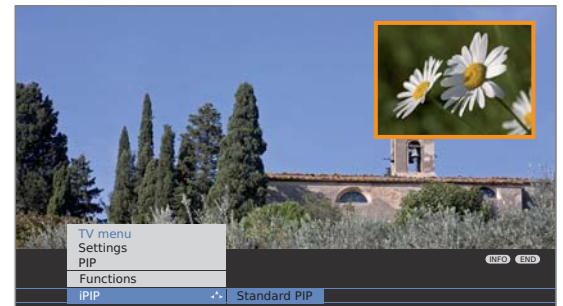 TV menu
Settings
PIP
INFO END
Functions
iPIP Standard PIP